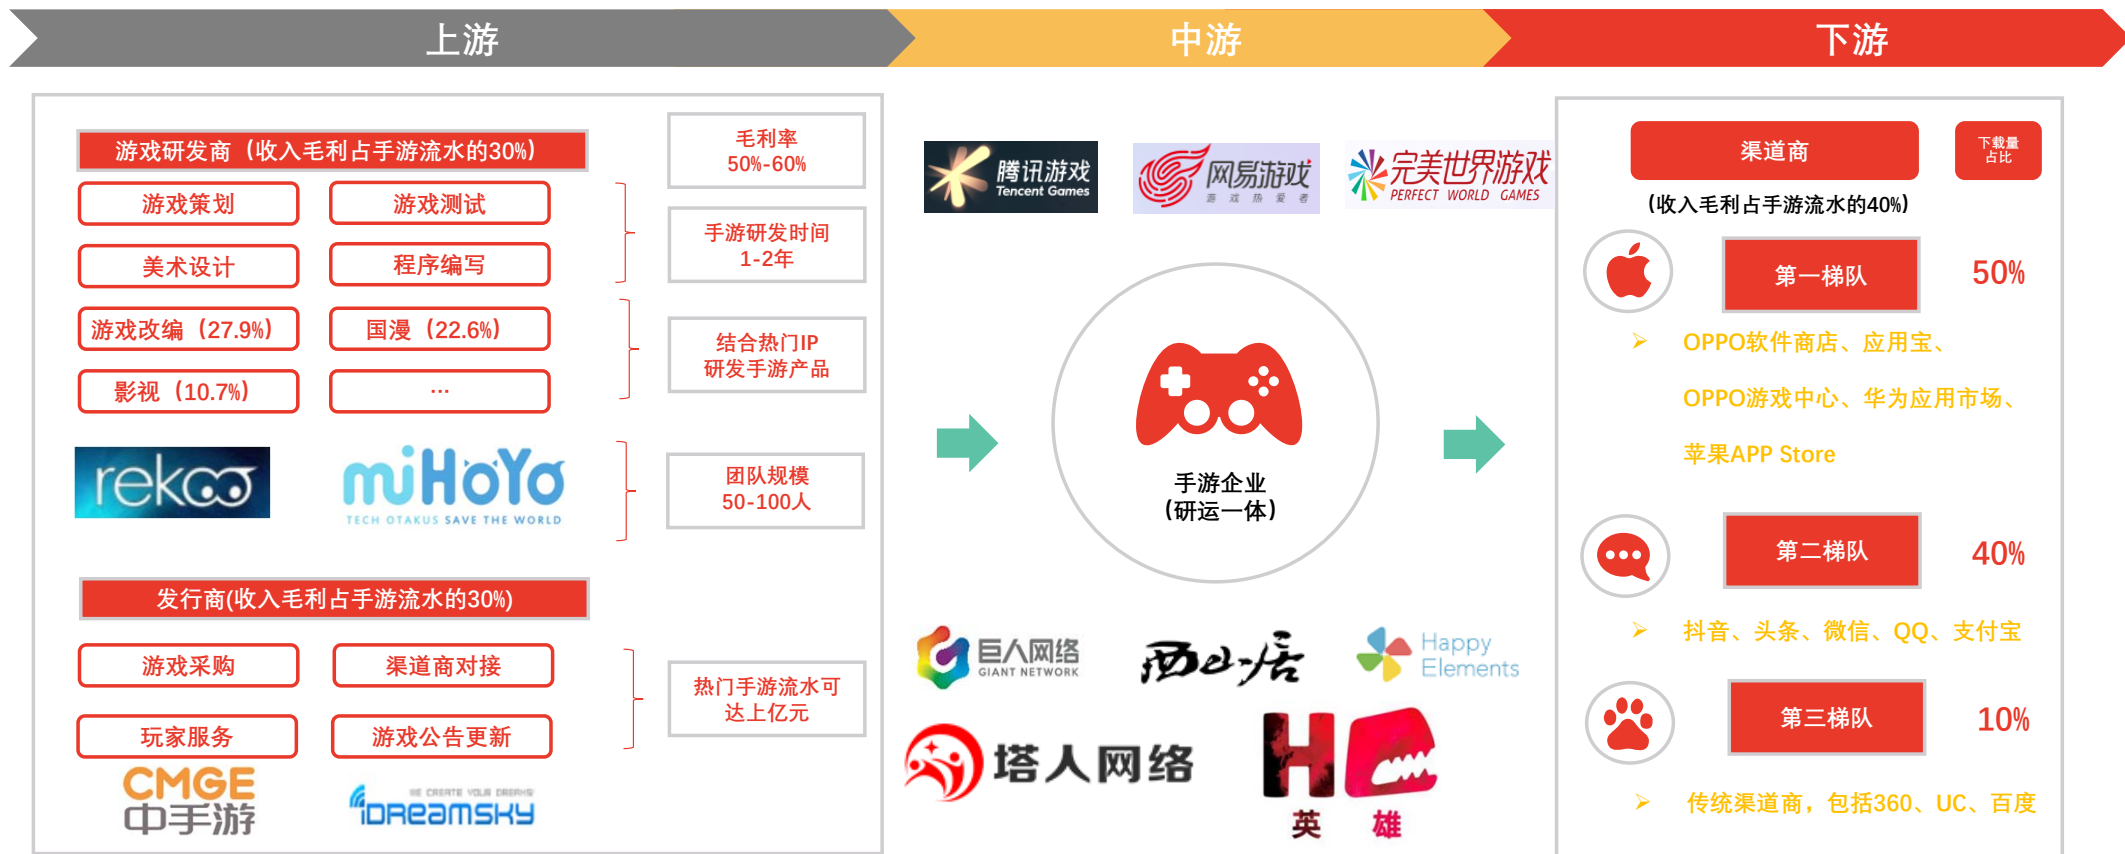 上游
中游
下游
游戏研发商（收入毛利占手游流水的30%）
游戏策划
游戏测试
美术设计
程序编写
游戏改编（27.9%）
国漫（22.6%）
影视（10.7%）
...
rekoo
miHoYo
TECH OTAKUS SAVE THE WORLD
毛利率
50%-60%
手游研发时间
1-2年
结合热门IP
研发手游产品
团队规模
50-100人
发行商(收入毛利占手游流水的30%)
游戏采购
渠道商对接
玩家服务
游戏公告更新
热门手游流水可
达上亿元
CMGE
中手游
WE CREATE YOUR DREAMS
iDREAMSKY
腾讯游戏
Tencent Games
网易游戏
游戏热爱者
完美世界游戏
PERFECT WORLD GAMES
手游企业
（研运一体）
巨人网络
GIANT NETWORK
西山居
Happy
Elements
塔人网络
HC
英雄
渠道商
下载量
占比
（收入毛利占手游流水的40%）
第一梯队
50%
OPPO软件商店、应用宝、
OPPO游戏中心、华为应用市场、
苹果APP Store
第二梯队
40%
抖音、头条、微信、QQ、支付宝
第三梯队
10%
传统渠道商，包括360、UC、百度